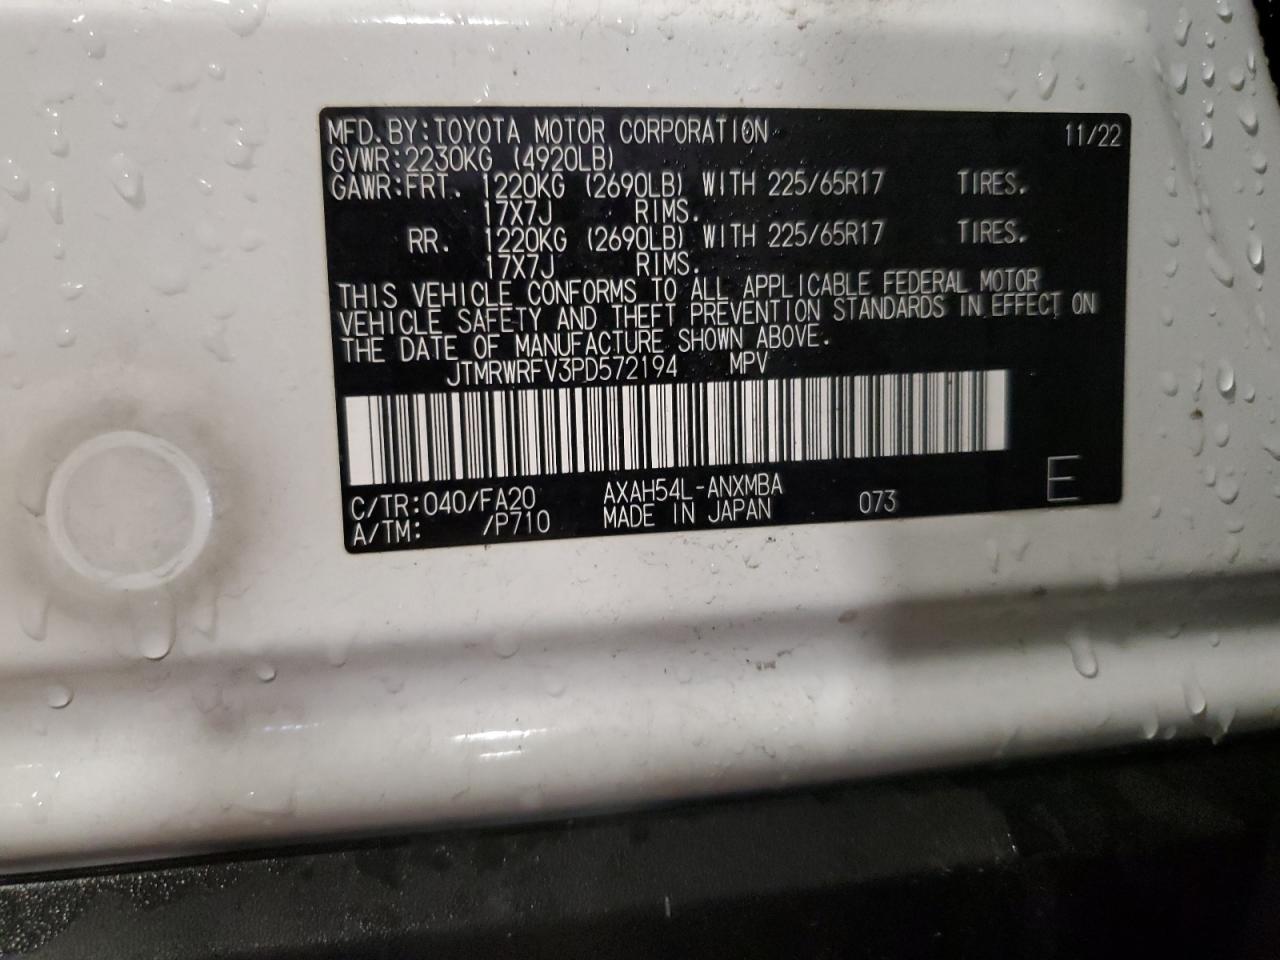 MFD.BY:TOYOTA MOTOR CORPORATION 11/22
GVWR:2230KG (4920LB)
GAWR:FRT. 1220KG (2690LB) WITH 225/65R17 TIRES.
17X7J RIMS.
RR. 1220KG (2690LB) WITH 225/65R17 TIRES.
17X7J RIMS.
THIS VEHICLE CONFORMS TO ALL APPLICABLE FEDERAL MOTOR
VEHICLE SAFETY AND THEFT PREVENTION STANDARDS IN EFFECT ON
THE DATE OF MANUFACTURE SHOWN ABOVE.
JTMRWRFV3PD572194 MPV
C/TR:040/FA20 AXAH54L-ANXMBA 073 E
A/TM: /P710 MADE IN JAPAN